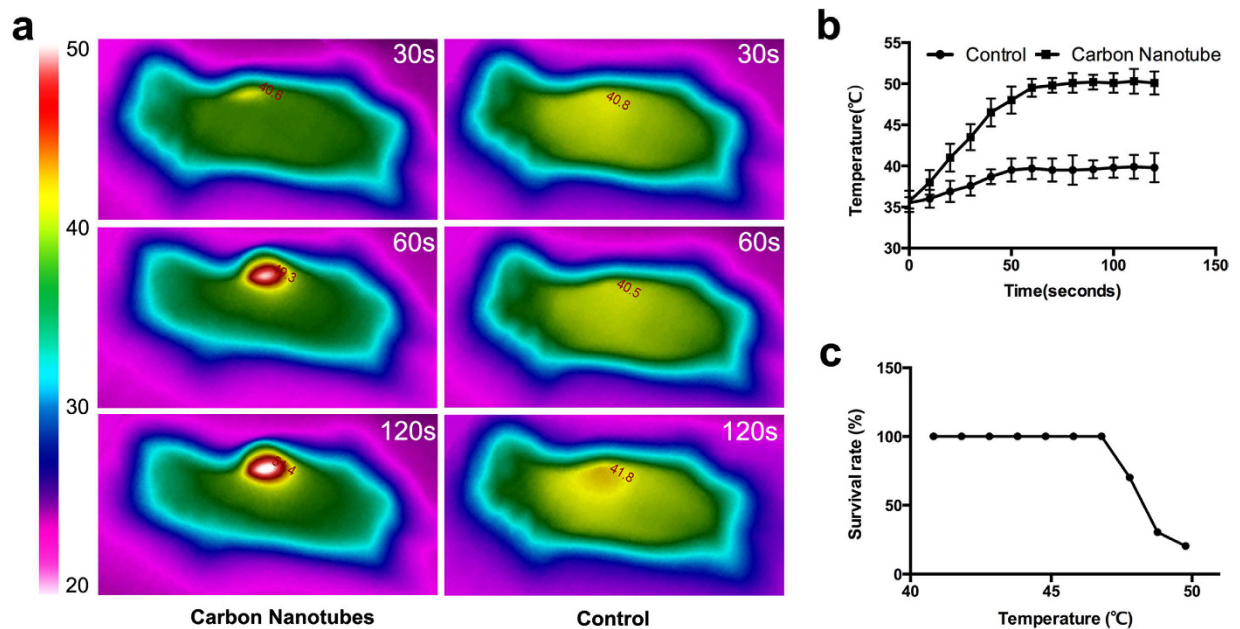 a
50
40
30
20
30s
40.6
30s
40.8
60s
60s
40.5
120s
120s
41.8
Carbon Nanotubes
Control
b
Control
Carbon Nanotube
Temperature(℃)
55
50
45
40
35
30
0
50
100
150
Time(seconds)
c
Survival rate (%)
150
100
50
0
40
45
50
Temperature (℃)